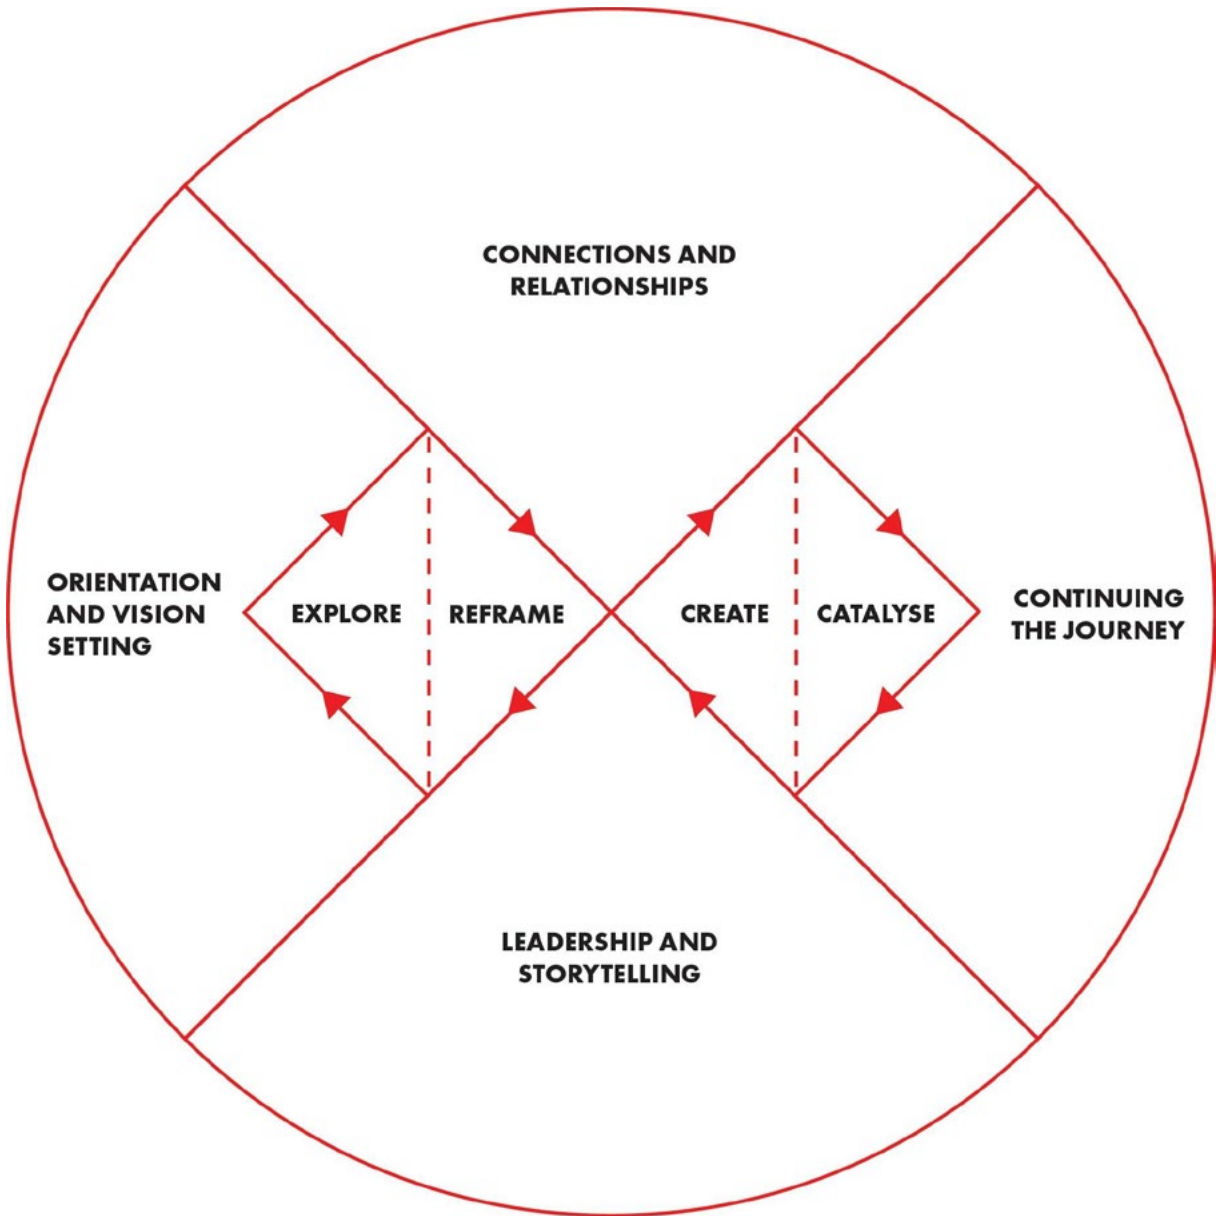 CONNECTIONS AND
RELATIONSHIPS
ORIENTATION
AND VISION
SETTING
EXPLORE
REFRAME
CREATE
CATALYSE
CONTINUING
THE JOURNEY
LEADERSHIP AND
STORYTELLING